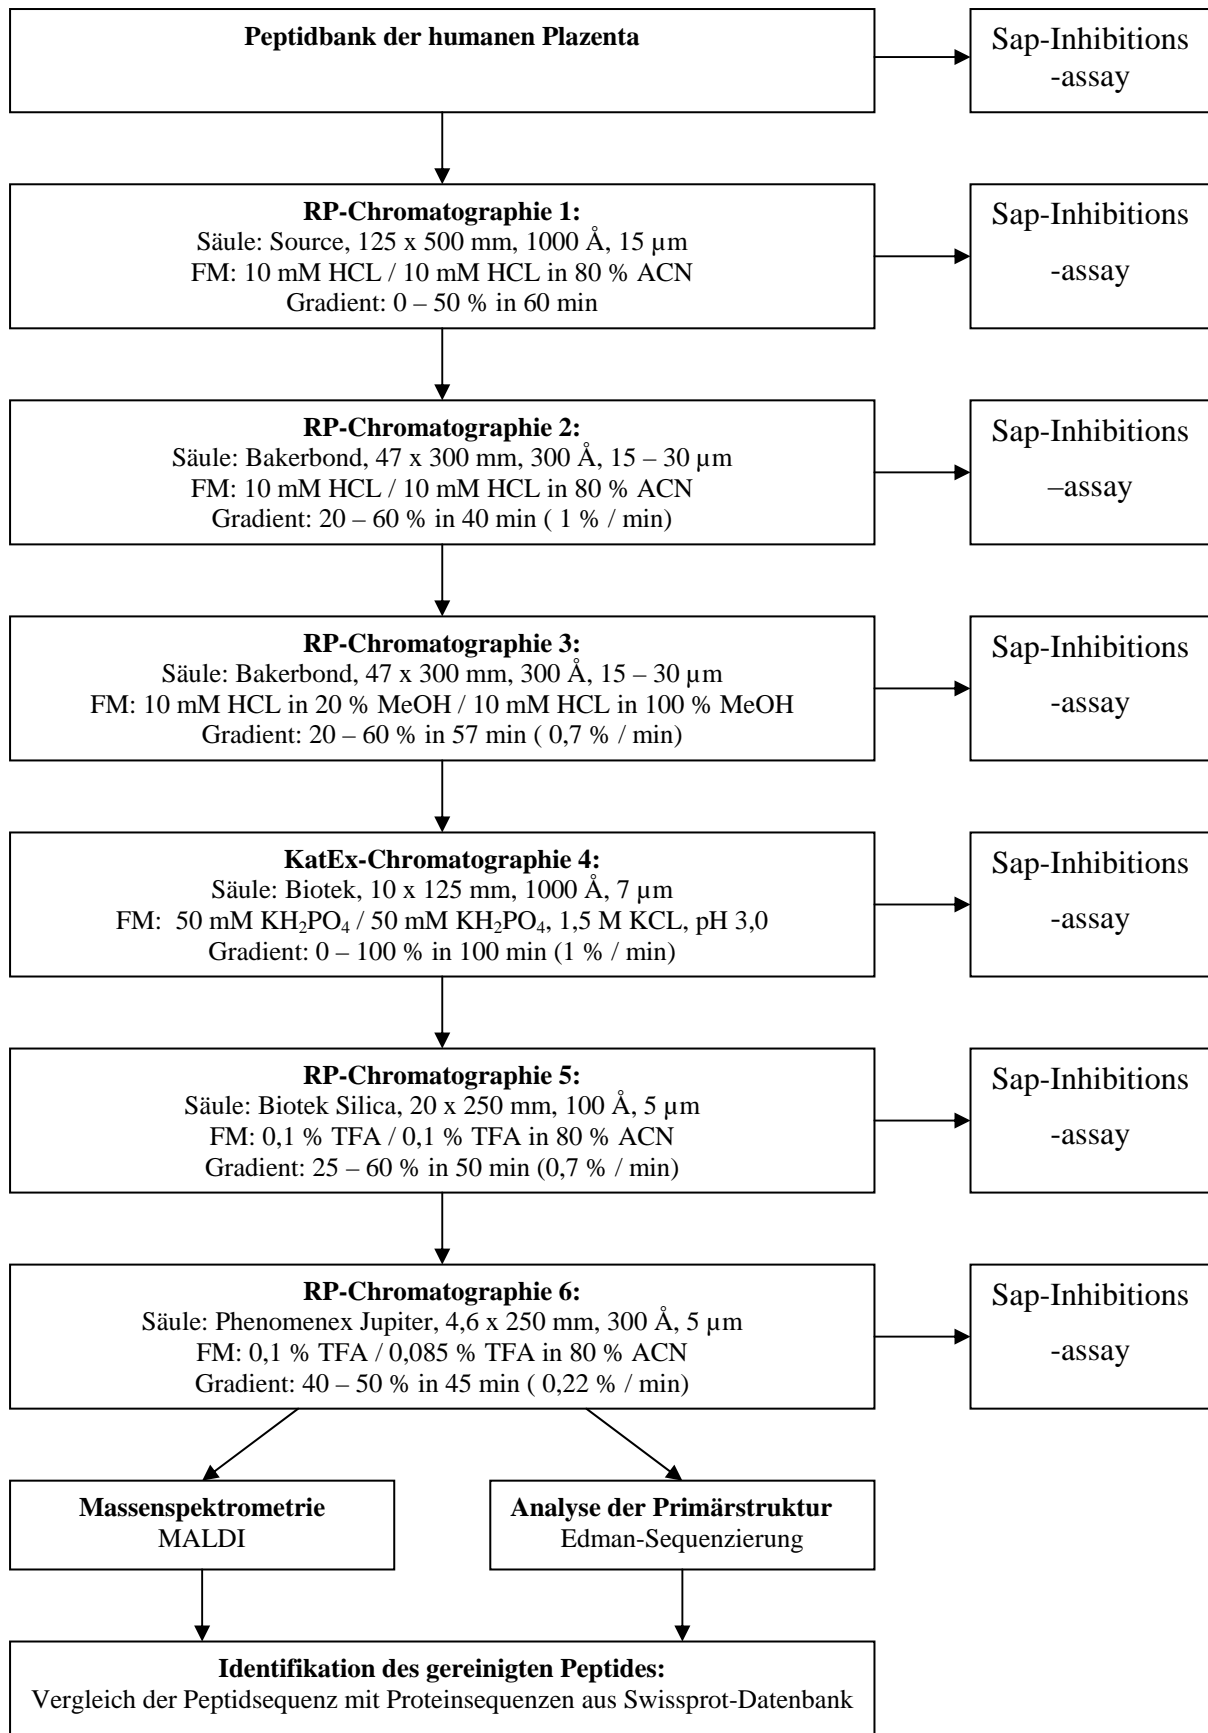 Peptidbank der humanen Plazenta
Sap-Inhibitions
-assay
RP-Chromatographie 1:
Säule: Source, 125 x 500 mm, 1000 Å, 15 µm
FM: 10 mM HCL / 10 mM HCL in 80 % ACN
Gradient: 0 – 50 % in 60 min
Sap-Inhibitions
-assay
RP-Chromatographie 2:
Säule: Bakerbond, 47 x 300 mm, 300 Å, 15 – 30 µm
FM: 10 mM HCL / 10 mM HCL in 80 % ACN
Gradient: 20 – 60 % in 40 min ( 1 % / min)
Sap-Inhibitions
–assay
RP-Chromatographie 3:
Säule: Bakerbond, 47 x 300 mm, 300 Å, 15 – 30 µm
FM: 10 mM HCL in 20 % MeOH / 10 mM HCL in 100 % MeOH
Gradient: 20 – 60 % in 57 min ( 0,7 % / min)
Sap-Inhibitions
-assay
KatEx-Chromatographie 4:
Säule: Biotek, 10 x 125 mm, 1000 Å, 7 µm
FM:  50 mM KH₂PO₄ / 50 mM KH₂PO₄, 1,5 M KCL, pH 3,0
Gradient: 0 – 100 % in 100 min (1 % / min)
Sap-Inhibitions
-assay
RP-Chromatographie 5:
Säule: Biotek Silica, 20 x 250 mm, 100 Å, 5 µm
FM: 0,1 % TFA / 0,1 % TFA in 80 % ACN
Gradient: 25 – 60 % in 50 min (0,7 % / min)
Sap-Inhibitions
-assay
RP-Chromatographie 6:
Säule: Phenomenex Jupiter, 4,6 x 250 mm, 300 Å, 5 µm
FM: 0,1 % TFA / 0,085 % TFA in 80 % ACN
Gradient: 40 – 50 % in 45 min ( 0,22 % / min)
Sap-Inhibitions
-assay
Massenspektrometrie
MALDI
Analyse der Primärstruktur
Edman-Sequenzierung
Identifikation des gereinigten Peptides:
Vergleich der Peptidsequenz mit Proteinsequenzen aus Swissprot-Datenbank